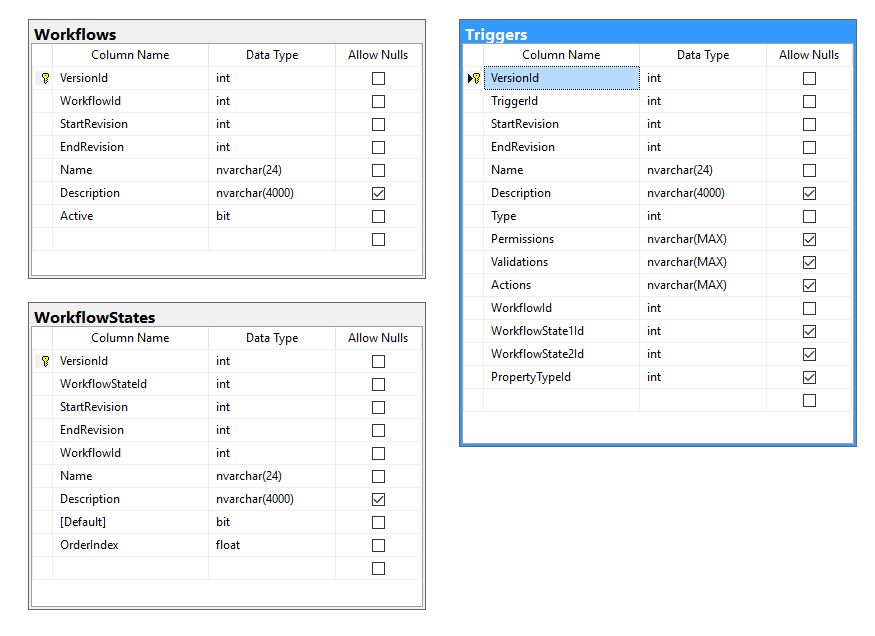 Workflows
Column Name Data Type Allow Nulls
VersionId int
WorkflowId int
StartRevision int
EndRevision int
Name nvarchar(24)
Description nvarchar(4000)
Active bit
WorkflowStates
Column Name Data Type Allow Nulls
VersionId int
WorkflowStateId int
StartRevision int
EndRevision int
WorkflowId int
Name nvarchar(24)
Description nvarchar(4000)
[Default] bit
OrderIndex float
Triggers
Column Name Data Type Allow Nulls
VersionId int
TriggerId int
StartRevision int
EndRevision int
Name nvarchar(24)
Description nvarchar(4000)
Type int
Permissions nvarchar(MAX)
Validations nvarchar(MAX)
Actions nvarchar(MAX)
WorkflowId int
WorkflowState1Id int
WorkflowState2Id int
PropertyTypeId int